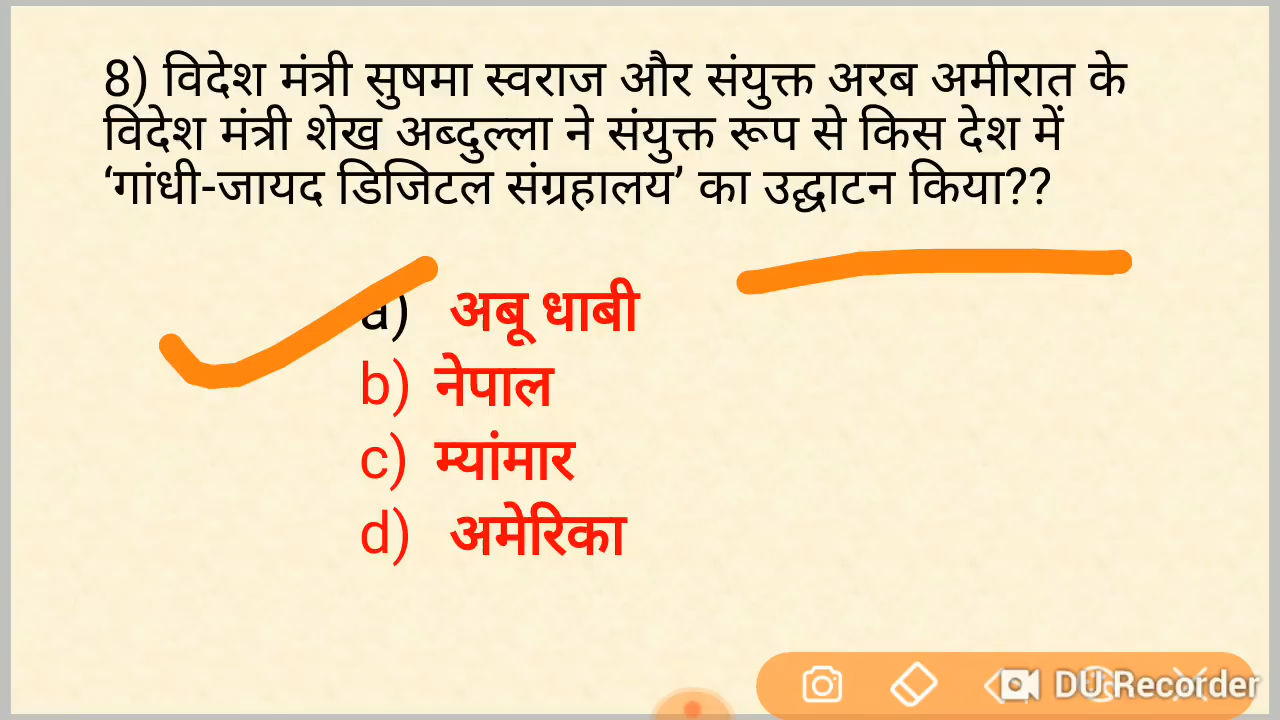 8) विदेश मंत्री सुषमा स्वराज और संयुक्त अरब अमीरात के
विदेश मंत्री शेख अब्दुल्ला ने संयुक्त रूप से किस देश में
‘गांधी-जायद डिजिटल संग्रहालय’ का उद्घाटन किया??
a) अबू धाबी
b) नेपाल
c) म्यांमार
d) अमेरिका
DU Recorder